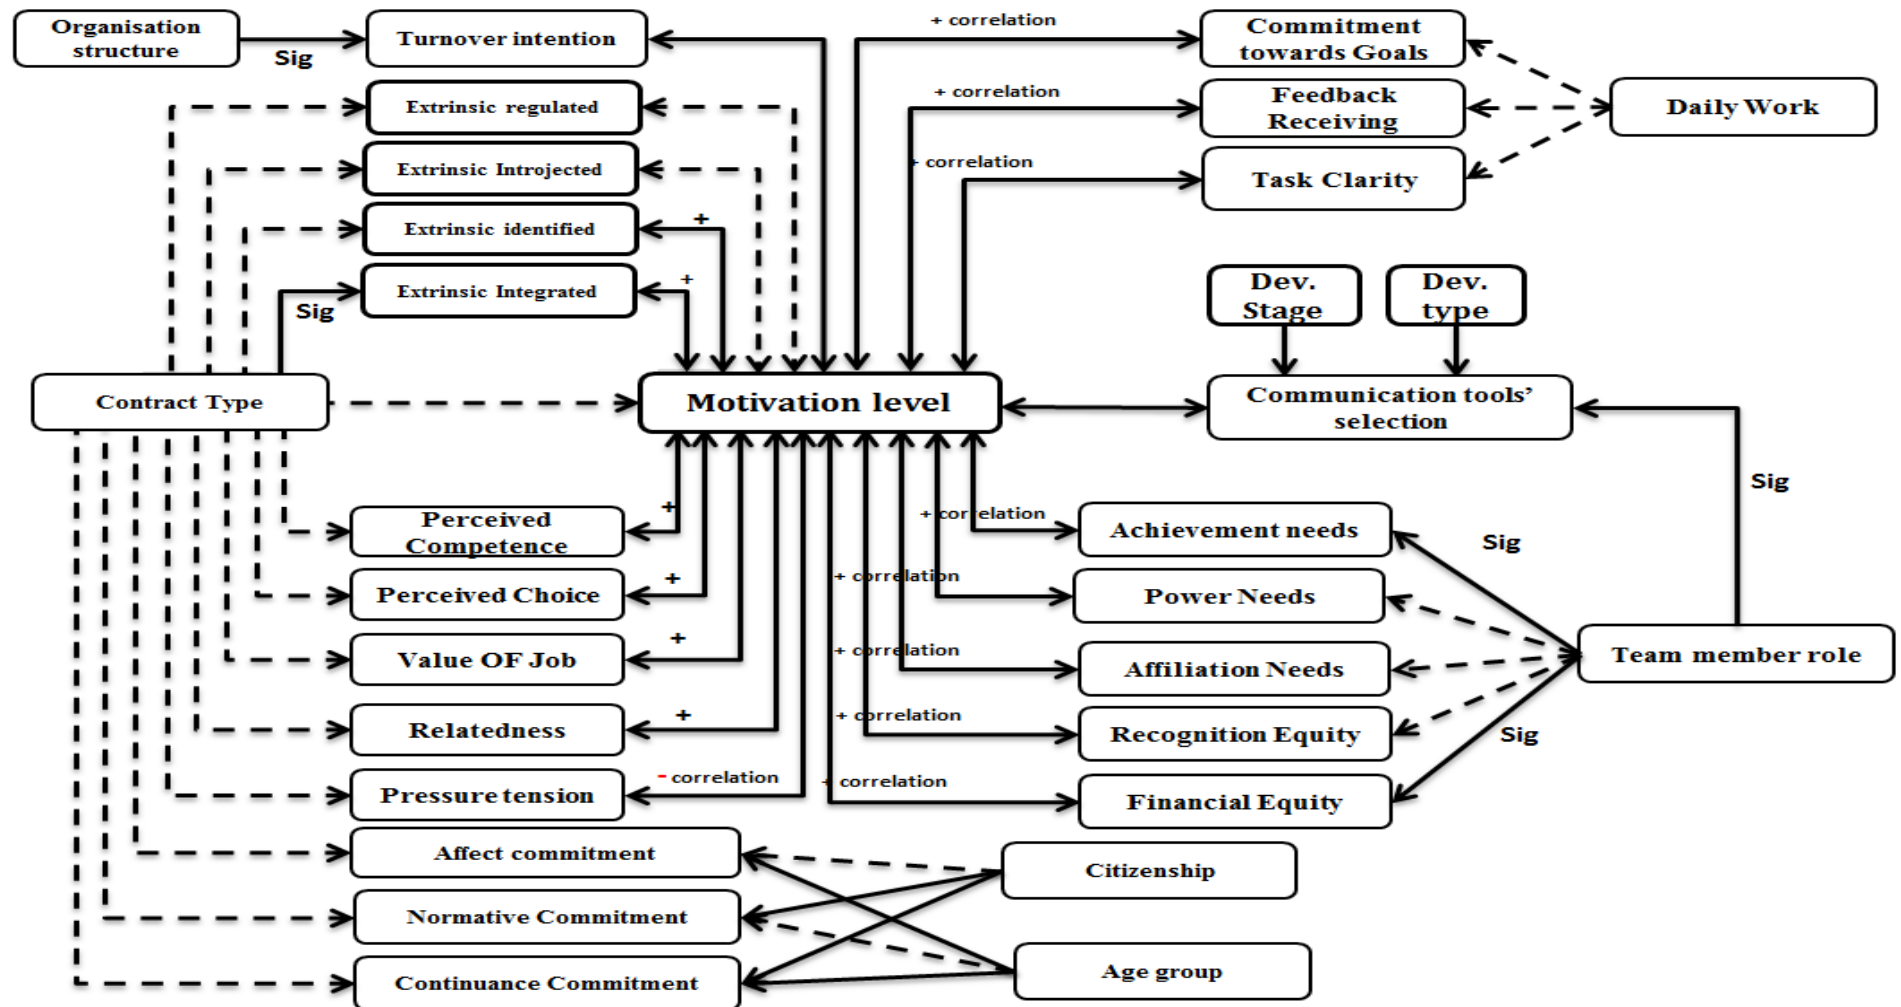 Organisation
structure
Sig
Turnover intention
+ correlation
Commitment
towards Goals
Extrinsic regulated
+ correlation
Feedback
Receiving
Daily Work
Extrinsic Introjected
+ correlation
Task Clarity
Extrinsic identified
+
Extrinsic Integrated
+
Sig
Dev.
Stage
Dev.
type
Contract Type
Motivation level
Communication tools’
selection
Sig
Perceived
Competence
+
+ correlation
Achievement needs
Sig
Perceived Choice
+
+ correlation
Power Needs
Value OF Job
+
+ correlation
Affiliation Needs
Team member role
Relatedness
+
+ correlation
Recognition Equity
Sig
Pressure tension
- correlation
+ correlation
Financial Equity
Affect commitment
Citizenship
Normative Commitment
Continuance Commitment
Age group